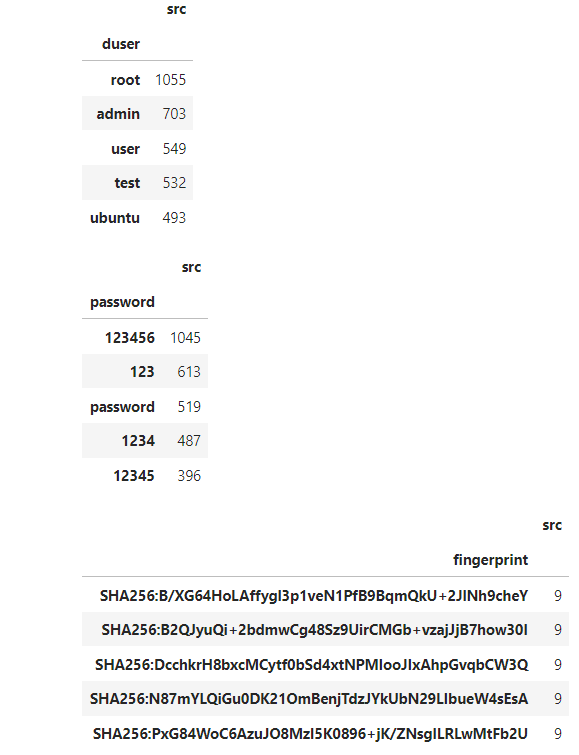 src
duser
root 1055
admin 703
user 549
test 532
ubuntu 493
src
password
123456 1045
123 613
password 519
1234 487
12345 396
src
fingerprint
SHA256:B/XG64HoLAffygI3p1veN1PfB9BqmQkU+2JINh9cheY 9
SHA256:B2QJyuQi+2bdmwCg48Sz9UirCMGb+vzajJjB7how30I 9
SHA256:DcchkrH8bxcMCytf0bSd4xtNPMIooJIxAhpGvqbCW3Q 9
SHA256:N87mYLQiGu0DK21OmBenjTdzJYkUbN29LIbueW4sEsA 9
SHA256:PxG84WoC6AzuJO8MzI5K0896+jK/ZNsgILRLwMtFb2U 9